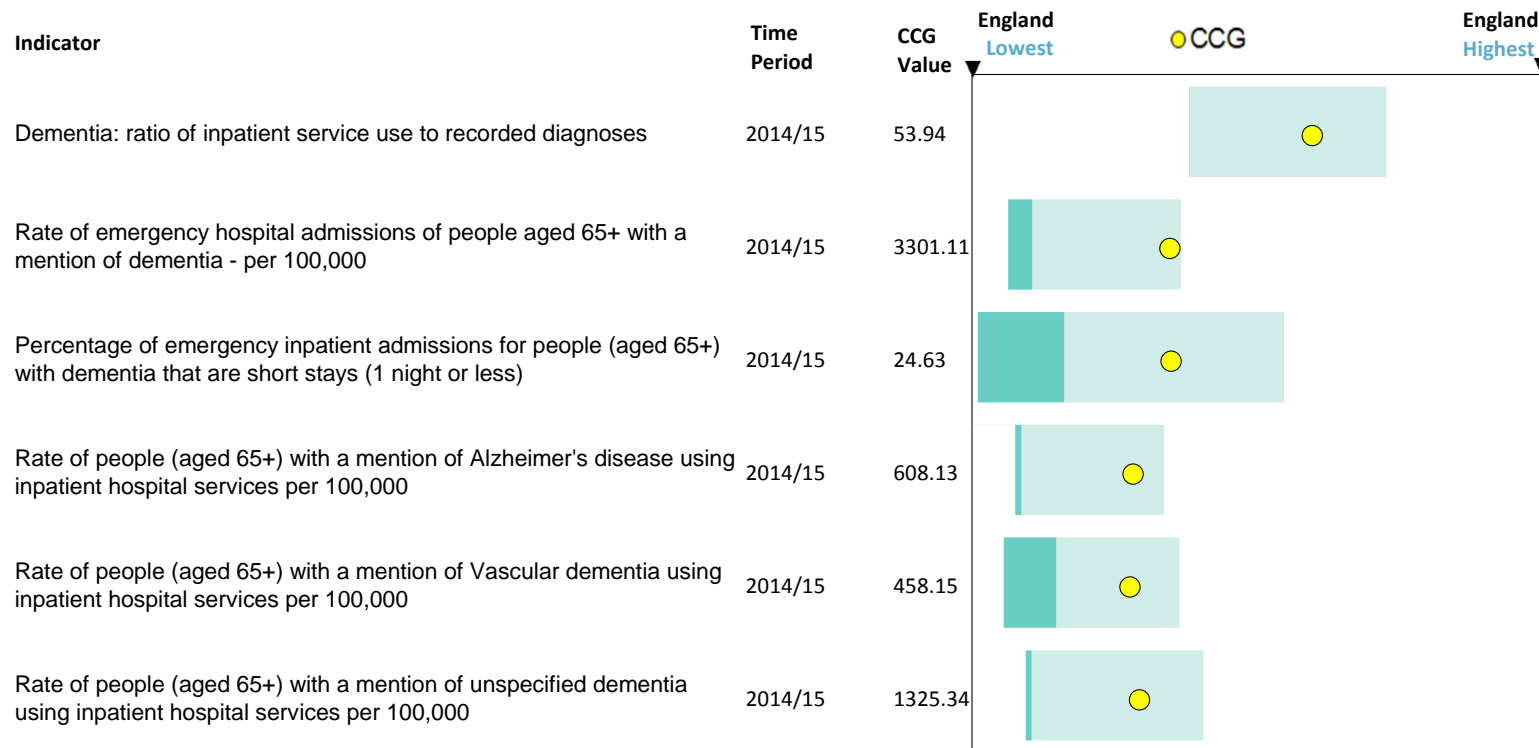 Indicator
Time Period
CCG Value
England Lowest
CCG
England Highest
Dementia: ratio of inpatient service use to recorded diagnoses
2014/15
53.94
Rate of emergency hospital admissions of people aged 65+ with a
mention of dementia - per 100,000
2014/15
3301.11
Percentage of emergency inpatient admissions for people (aged 65+)
with dementia that are short stays (1 night or less)
2014/15
24.63
Rate of people (aged 65+) with a mention of Alzheimer's disease using
inpatient hospital services per 100,000
2014/15
608.13
Rate of people (aged 65+) with a mention of Vascular dementia using
inpatient hospital services per 100,000
2014/15
458.15
Rate of people (aged 65+) with a mention of unspecified dementia
using inpatient hospital services per 100,000
2014/15
1325.34